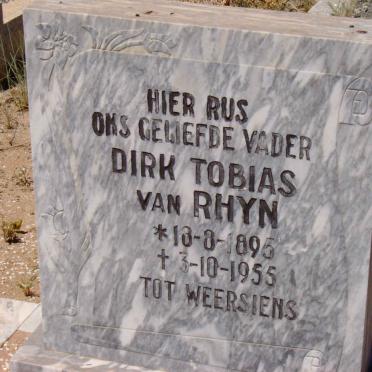 HIER RUS
ONS GELIEFDE VADER
DIRK TOBIAS
VAN RHYN
*18-8-1895
† 3-10-1955
TOT WEERSIENS